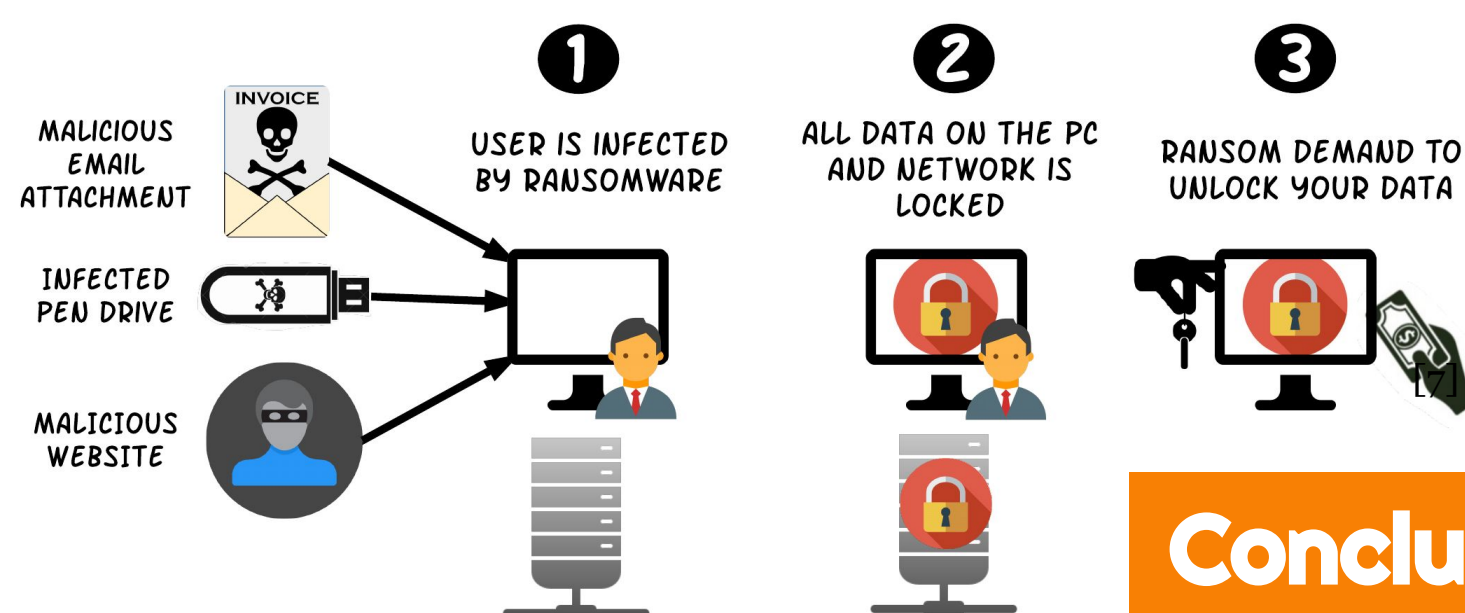 1
2
3
INVOICE
MALICIOUS
EMAIL
ATTACHMENT
USER IS INFECTED
BY RANSOMWARE
ALL DATA ON THE PC
AND NETWORK IS
LOCKED
RANSOM DEMAND TO
UNLOCK YOUR DATA
INFECTED
PEN DRIVE
[7]
MALICIOUS
WEBSITE
Conclu